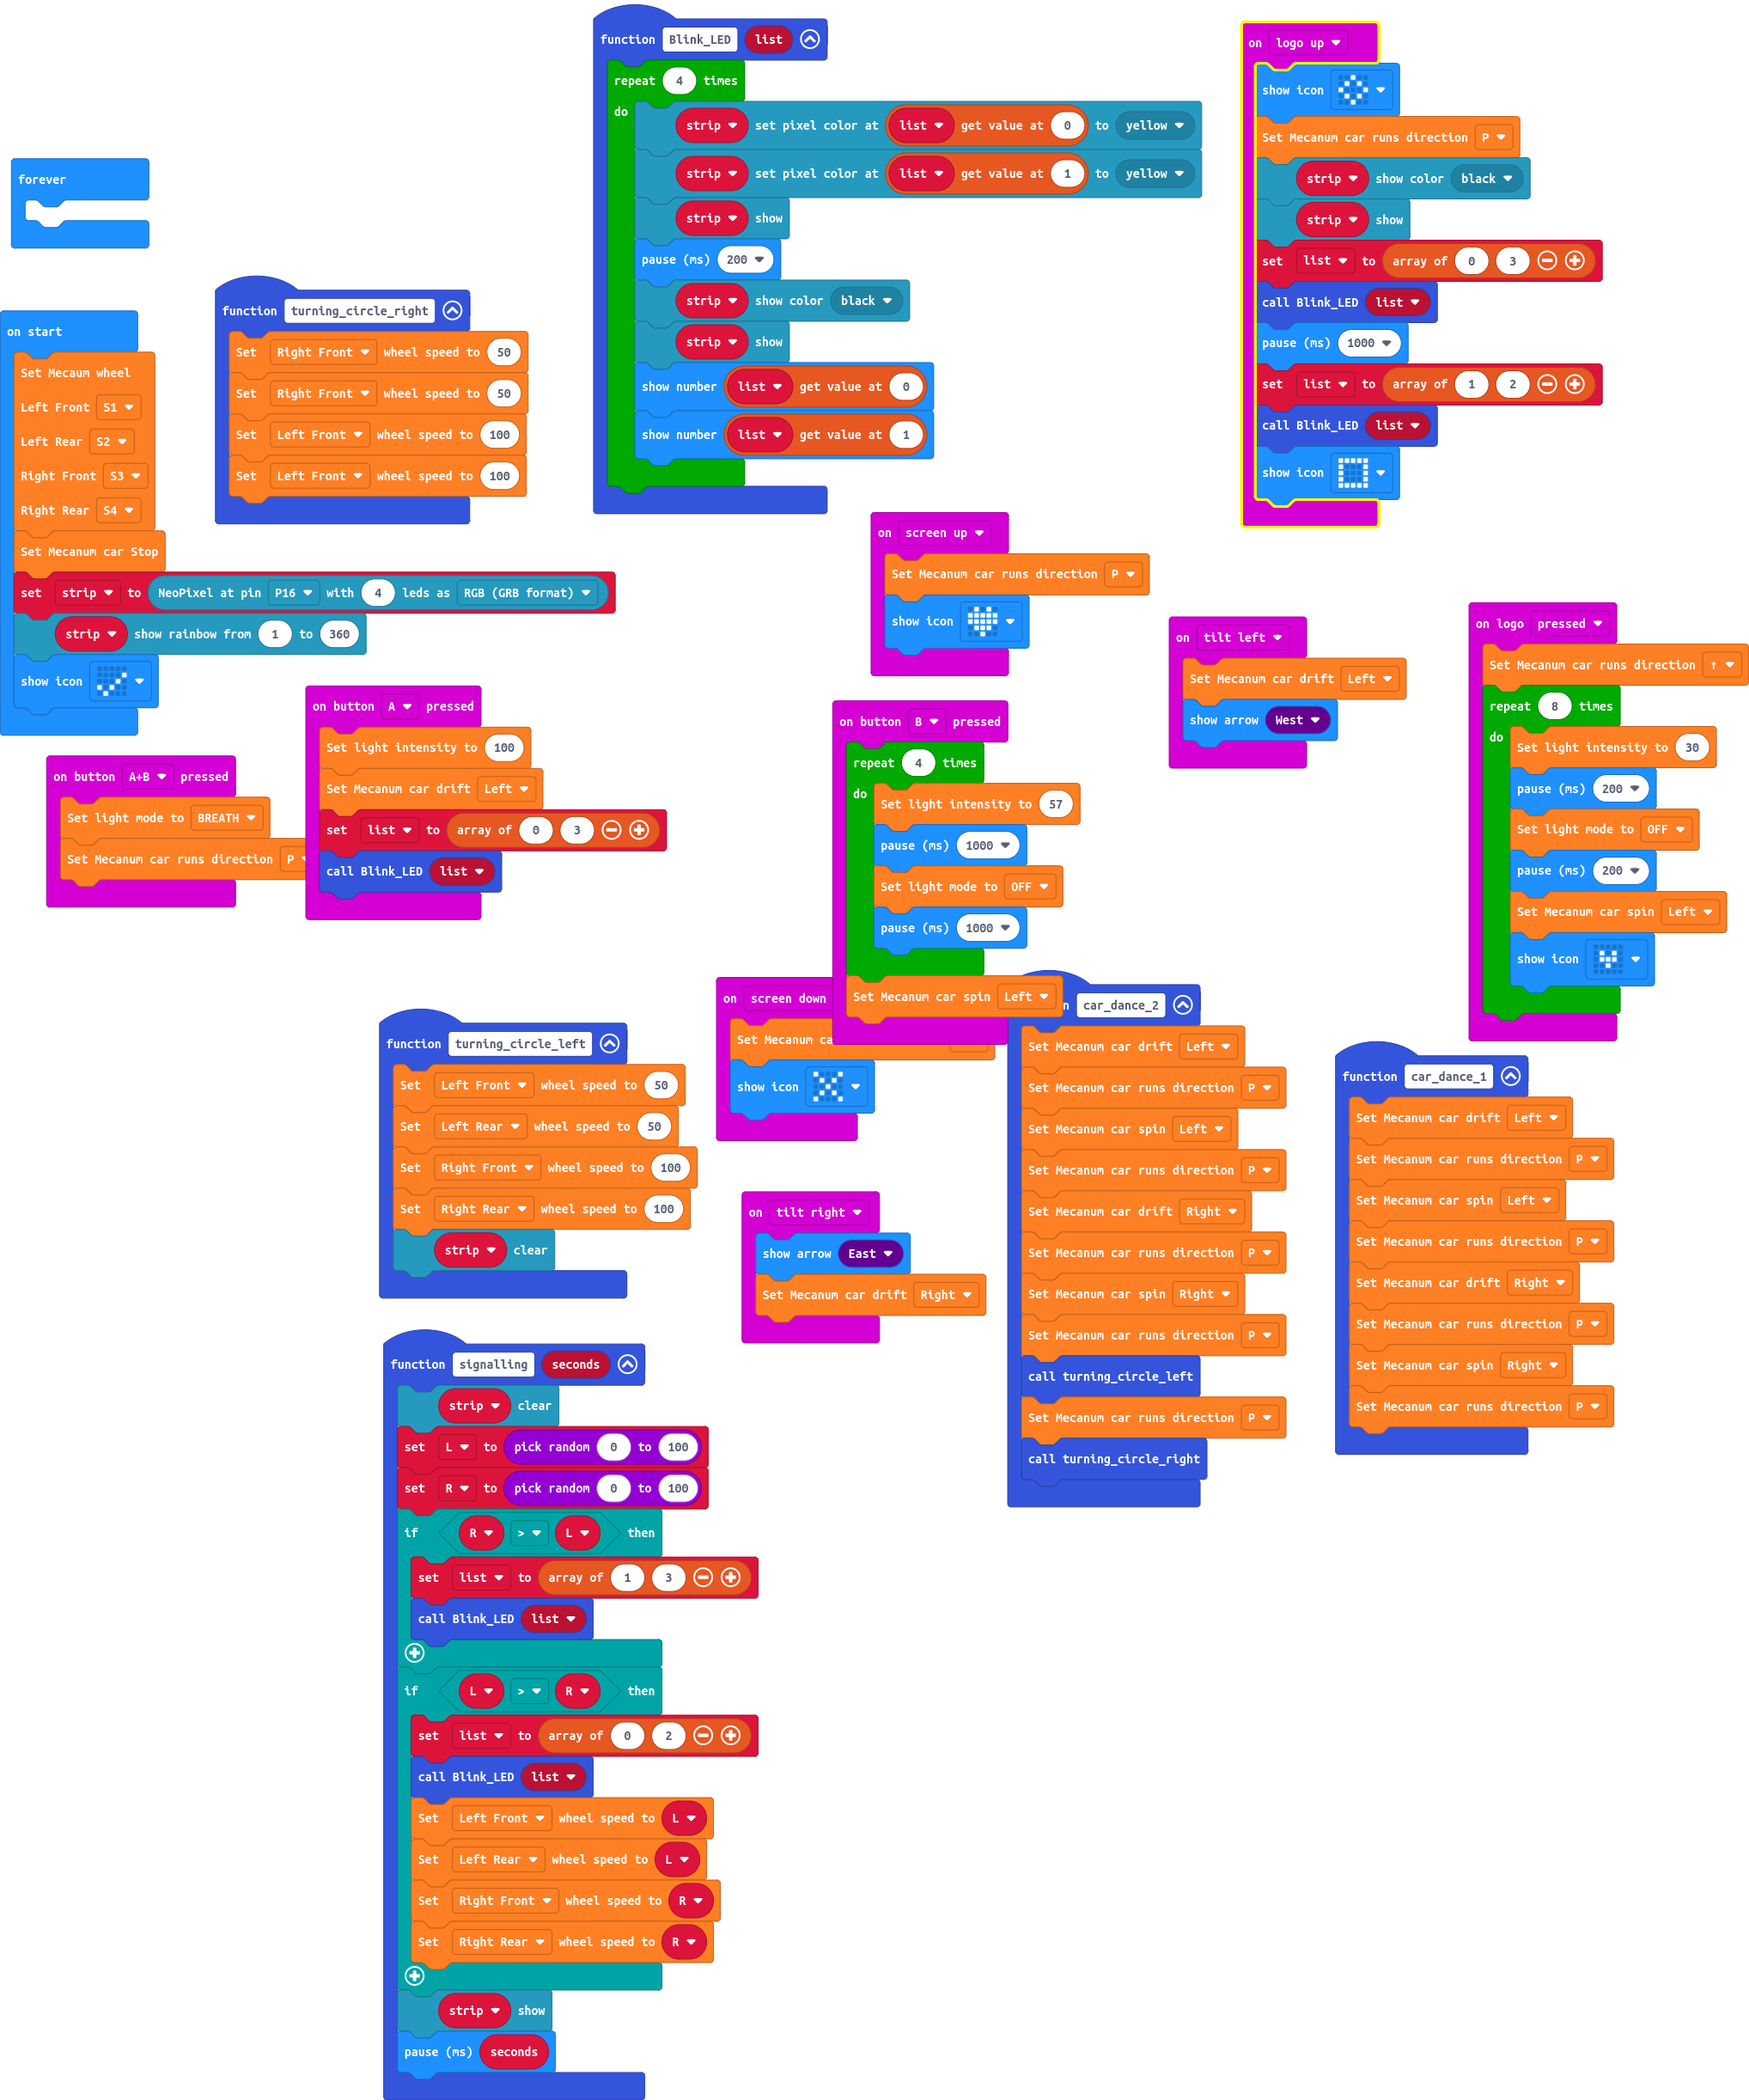 function Blink_LED list
repeat 4 times
do
strip set pixel color at list get value at 0 to yellow
strip set pixel color at list get value at 1 to yellow
strip show
pause (ms) 200
strip show color black
strip show
show number list get value at 0
show number list get value at 1
on logo up
show icon
Set Mecanum car runs direction P
strip show color black
strip show
set list to array of 0 3
call Blink_LED list
pause (ms) 1000
set list to array of 1 2
call Blink_LED list
show icon
forever
on start
Set Mecaum wheel
Left Front S1
Left Rear S2
Right Front S3
Right Rear S4
Set Mecanum car Stop
set strip to NeoPixel at pin P16 with 4 leds as RGB (GRB format)
strip show rainbow from 1 to 360
show icon
function turning_circle_right
Set Right Front wheel speed to 50
Set Right Front wheel speed to 50
Set Left Front wheel speed to 100
Set Left Front wheel speed to 100
on screen up
Set Mecanum car runs direction P
show icon
on tilt left
Set Mecanum car drift Left
show arrow West
on logo pressed
Set Mecanum car runs direction ↑
repeat 8 times
do
Set light intensity to 30
pause (ms) 200
Set light mode to OFF
pause (ms) 200
Set Mecanum car spin Left
show icon
on button A+B pressed
Set light mode to BREATH
Set Mecanum car runs direction P
on button A pressed
Set light intensity to 100
Set Mecanum car drift Left
set list to array of 0 3
call Blink_LED list
on button B pressed
repeat 4 times
do
Set light intensity to 57
pause (ms) 1000
Set light mode to OFF
pause (ms) 1000
Set Mecanum car spin Left
on screen down
Set Mecanum
show icon
function turning_circle_left
Set Left Front wheel speed to 50
Set Left Rear wheel speed to 50
Set Right Front wheel speed to 100
Set Right Rear wheel speed to 100
strip clear
on tilt right
show arrow East
Set Mecanum car drift Right
car_dance_2
Set Mecanum car drift Left
Set Mecanum car runs direction P
Set Mecanum car spin Left
Set Mecanum car runs direction P
Set Mecanum car drift Right
Set Mecanum car runs direction P
Set Mecanum car spin Right
Set Mecanum car runs direction P
call turning_circle_left
Set Mecanum car runs direction P
call turning_circle_right
function car_dance_1
Set Mecanum car drift Left
Set Mecanum car runs direction P
Set Mecanum car spin Left
Set Mecanum car runs direction P
Set Mecanum car drift Right
Set Mecanum car runs direction P
Set Mecanum car spin Right
Set Mecanum car runs direction P
function signalling seconds
strip clear
set L to pick random 0 to 100
set R to pick random 0 to 100
if R > L then
set list to array of 1 3
call Blink_LED list
if L > R then
set list to array of 0 2
call Blink_LED list
Set Left Front wheel speed to L
Set Left Rear wheel speed to L
Set Right Front wheel speed to R
Set Right Rear wheel speed to R
strip show
pause (ms) seconds